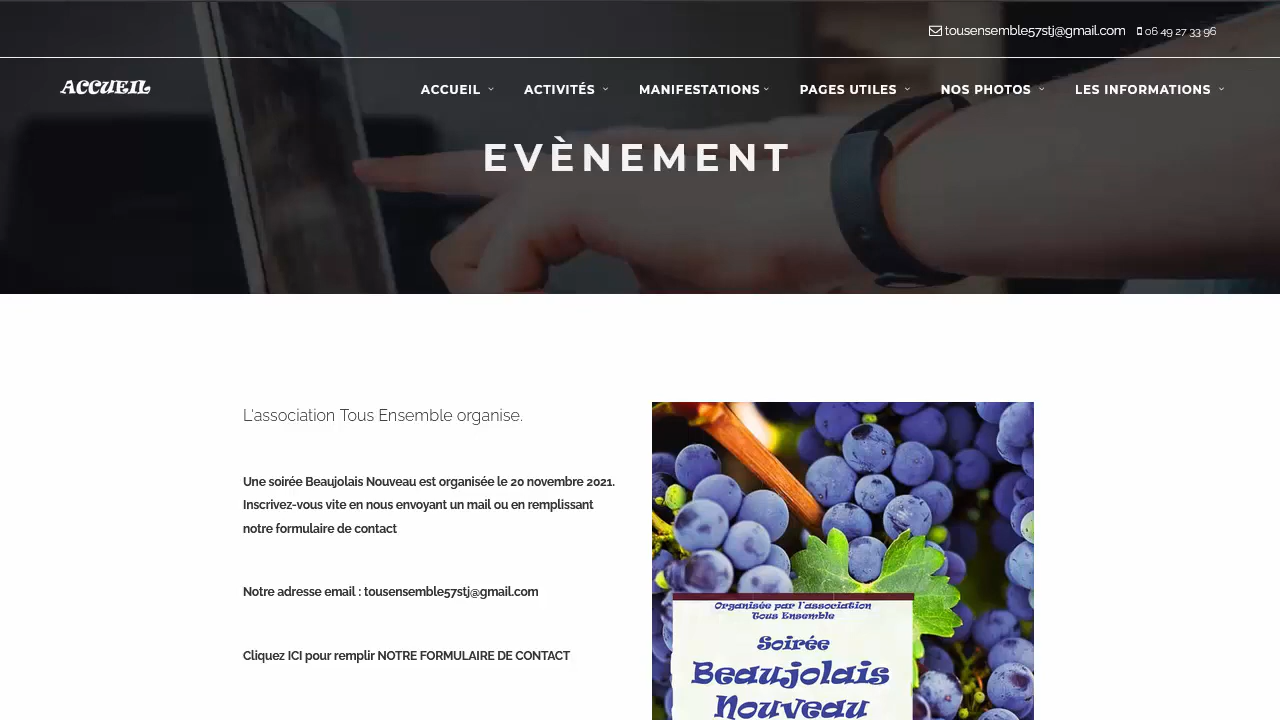 tousensemble57stj@gmail.com 06 49 27 33 96
ACCUEIL
ACCUEIL ACTIVITÉS MANIFESTATIONS PAGES UTILES NOS PHOTOS LES INFORMATIONS
EVÈNEMENT
L'association Tous Ensemble organise.
Une soirée Beaujolais Nouveau est organisée le 20 novembre 2021.
Inscrivez-vous vite en nous envoyant un mail ou en remplissant
notre formulaire de contact
Notre adresse email : tousensemble57stj@gmail.com
Cliquez ICI pour remplir NOTRE FORMULAIRE DE CONTACT
Organisée par l'association
Tous Ensemble
Soirée
Beaujolais
Nouveau